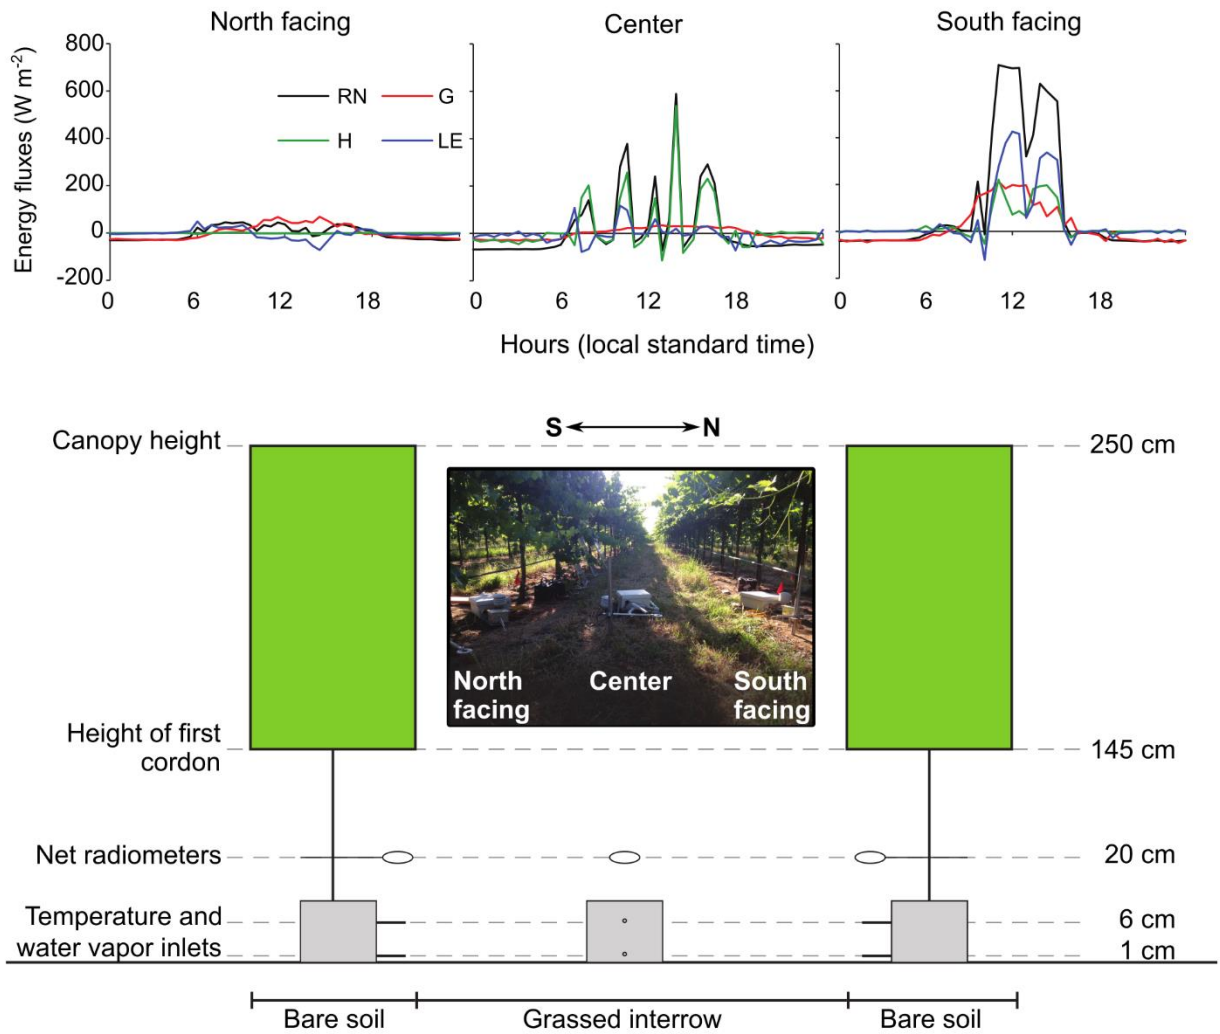 North facing
Center
South facing
Energy fluxes (W m⁻²)
800
600
400
200
0
-200
RN
G
H
LE
0 6 12 18
0 6 12 18
0 6 12 18
Hours (local standard time)
S N
Canopy height
250 cm
North
facing
Center
South
facing
Height of first
cordon
145 cm
Net radiometers
20 cm
Temperature and
water vapor inlets
6 cm
1 cm
Bare soil
Grassed interrow
Bare soil